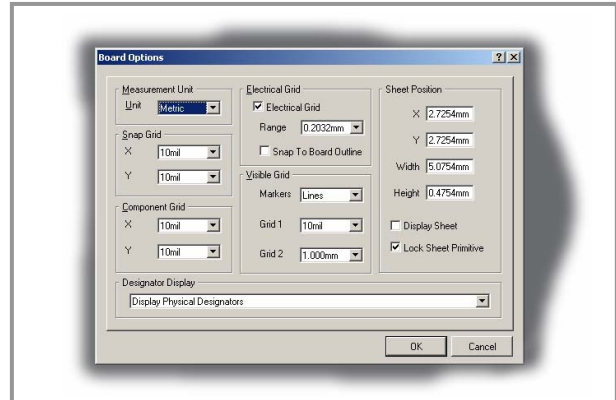 Board Options
Measurement Unit
Unit Metric
Snap Grid
X 10mil
Y 10mil
Component Grid
X 10mil
Y 10mil
Electrical Grid
Electrical Grid
Range 0.2032mm
Snap To Board Outline
Visible Grid
Markers Lines
Grid 1 10mil
Grid 2 1.000mm
Sheet Position
X 2.7254mm
Y 2.7254mm
Width 5.0754mm
Height 0.4754mm
Display Sheet
Lock Sheet Primitive
Designator Display
Display Physical Designators
OK Cancel